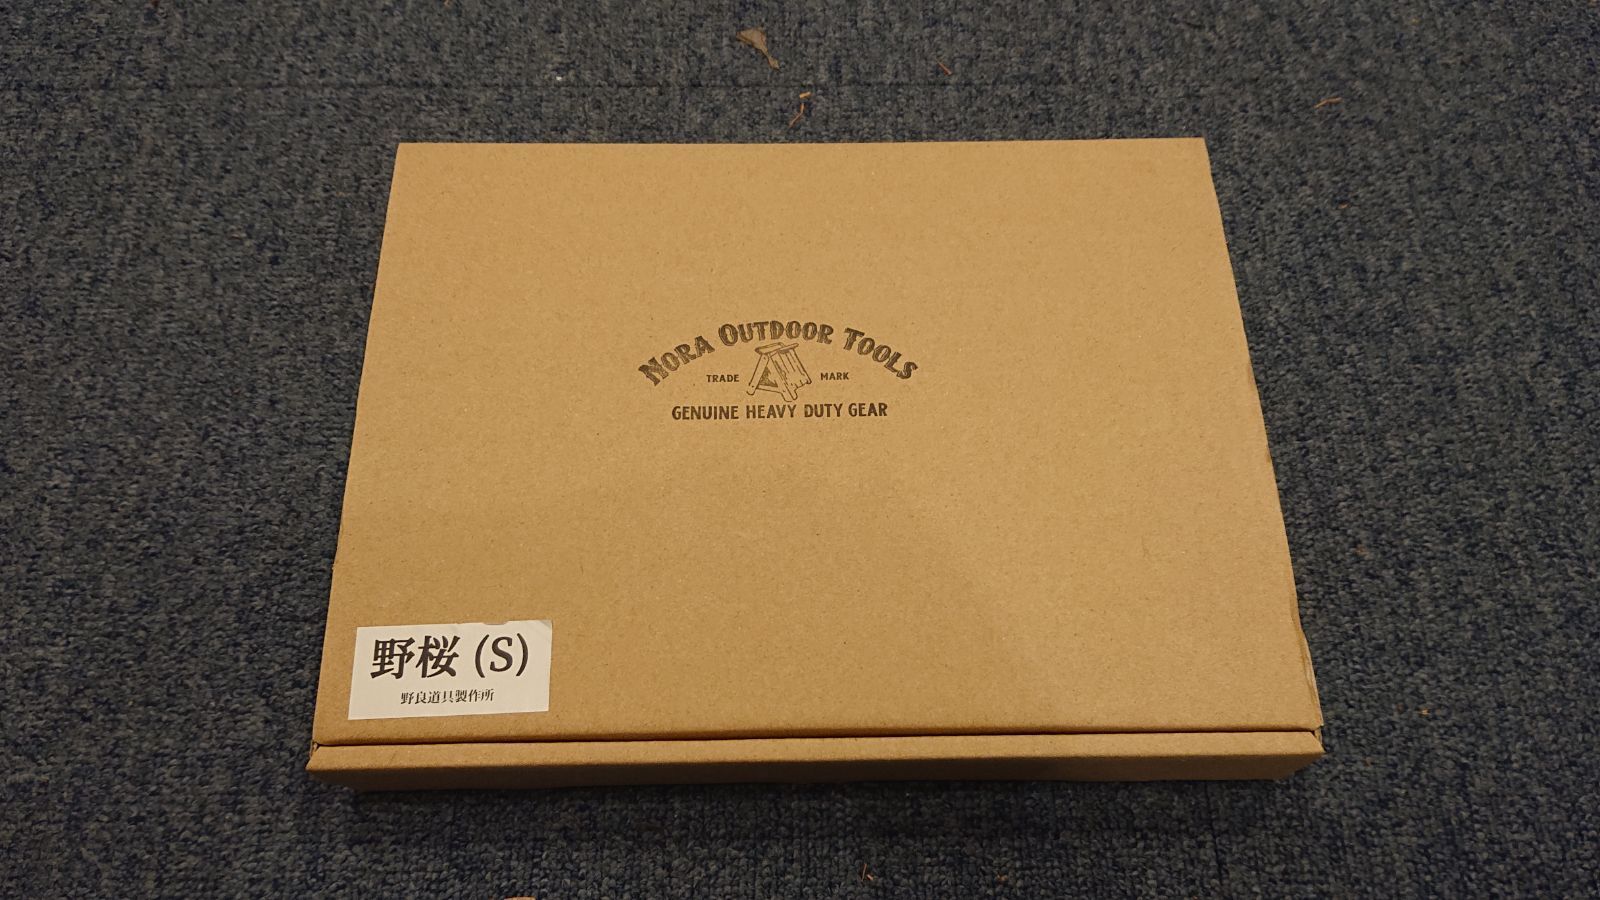 NORA OUTDOOR TOOLS
TRADE MARK
GENUINE HEAVY DUTY GEAR
野桜 (S)
野良道具製作所